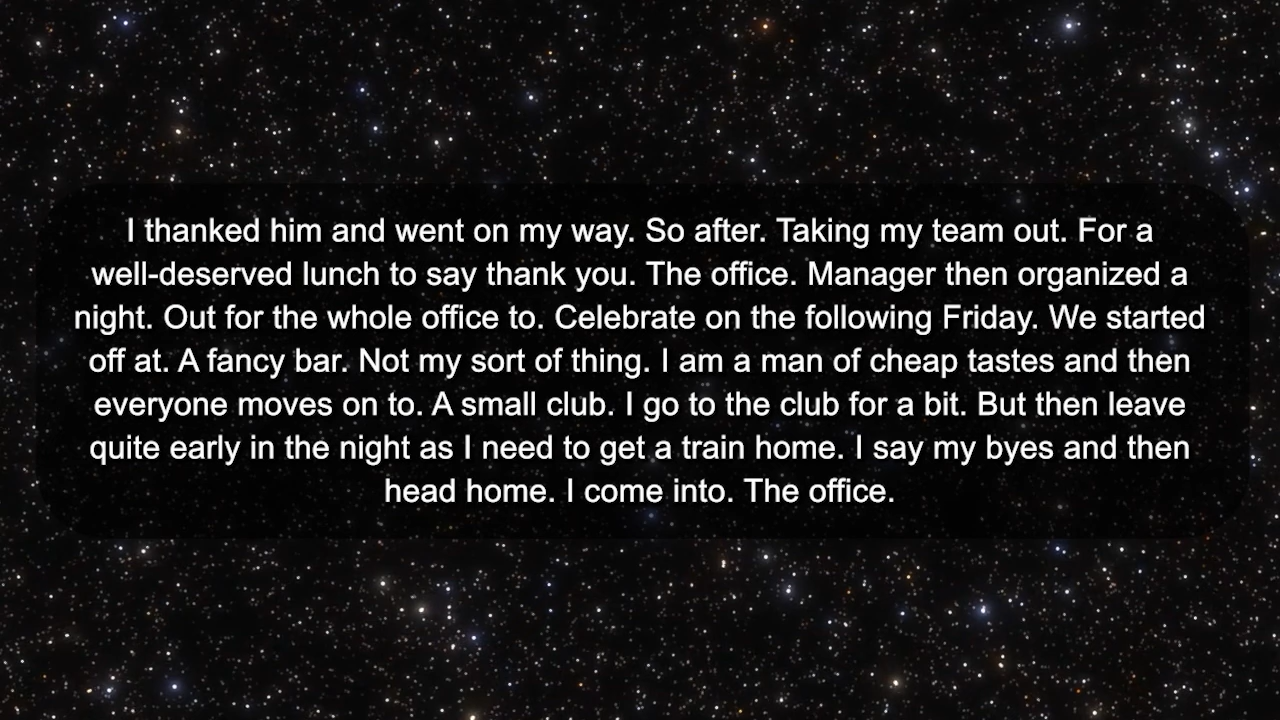 I thanked him and went on my way. So after. Taking my team out. For a
well-deserved lunch to say thank you. The office. Manager then organized a
night. Out for the whole office to. Celebrate on the following Friday. We started
off at. A fancy bar. Not my sort of thing. I am a man of cheap tastes and then
everyone moves on to. A small club. I go to the club for a bit. But then leave
quite early in the night as I need to get a train home. I say my byes and then
head home. I come into. The office.